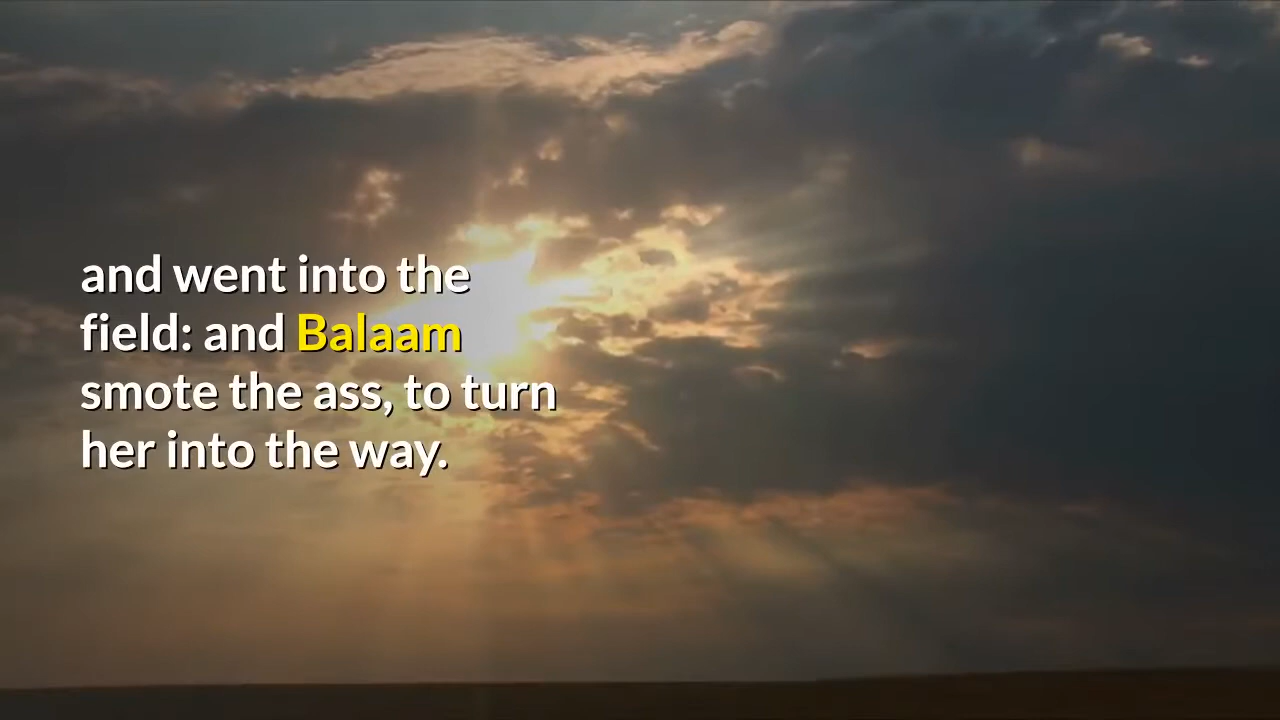 and went into the
field: and Balaam
smote the ass, to turn
her into the way.